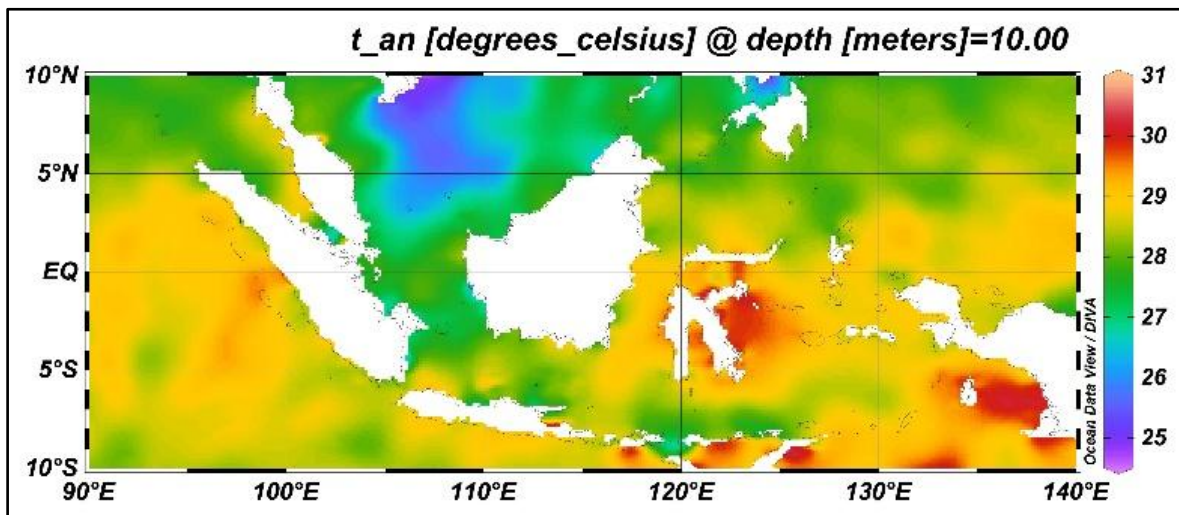 t_an [degrees_celsius] @ depth [meters]=10.00
10°N
5°N
EQ
5°S
10°S
90°E
100°E
110°E
120°E
130°E
140°E
31
30
29
28
27
26
25
Ocean Data View / DIVA